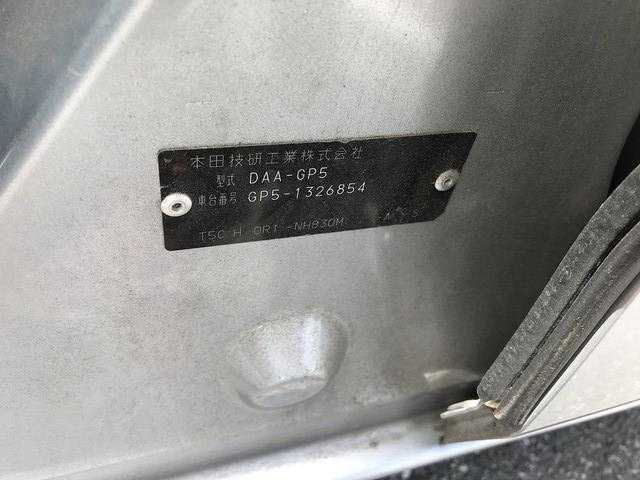 本田技研工業株式会社
型式 DAA-GP5
車台番号 GP5-1326854
T5C H OR1 -NH830M -A